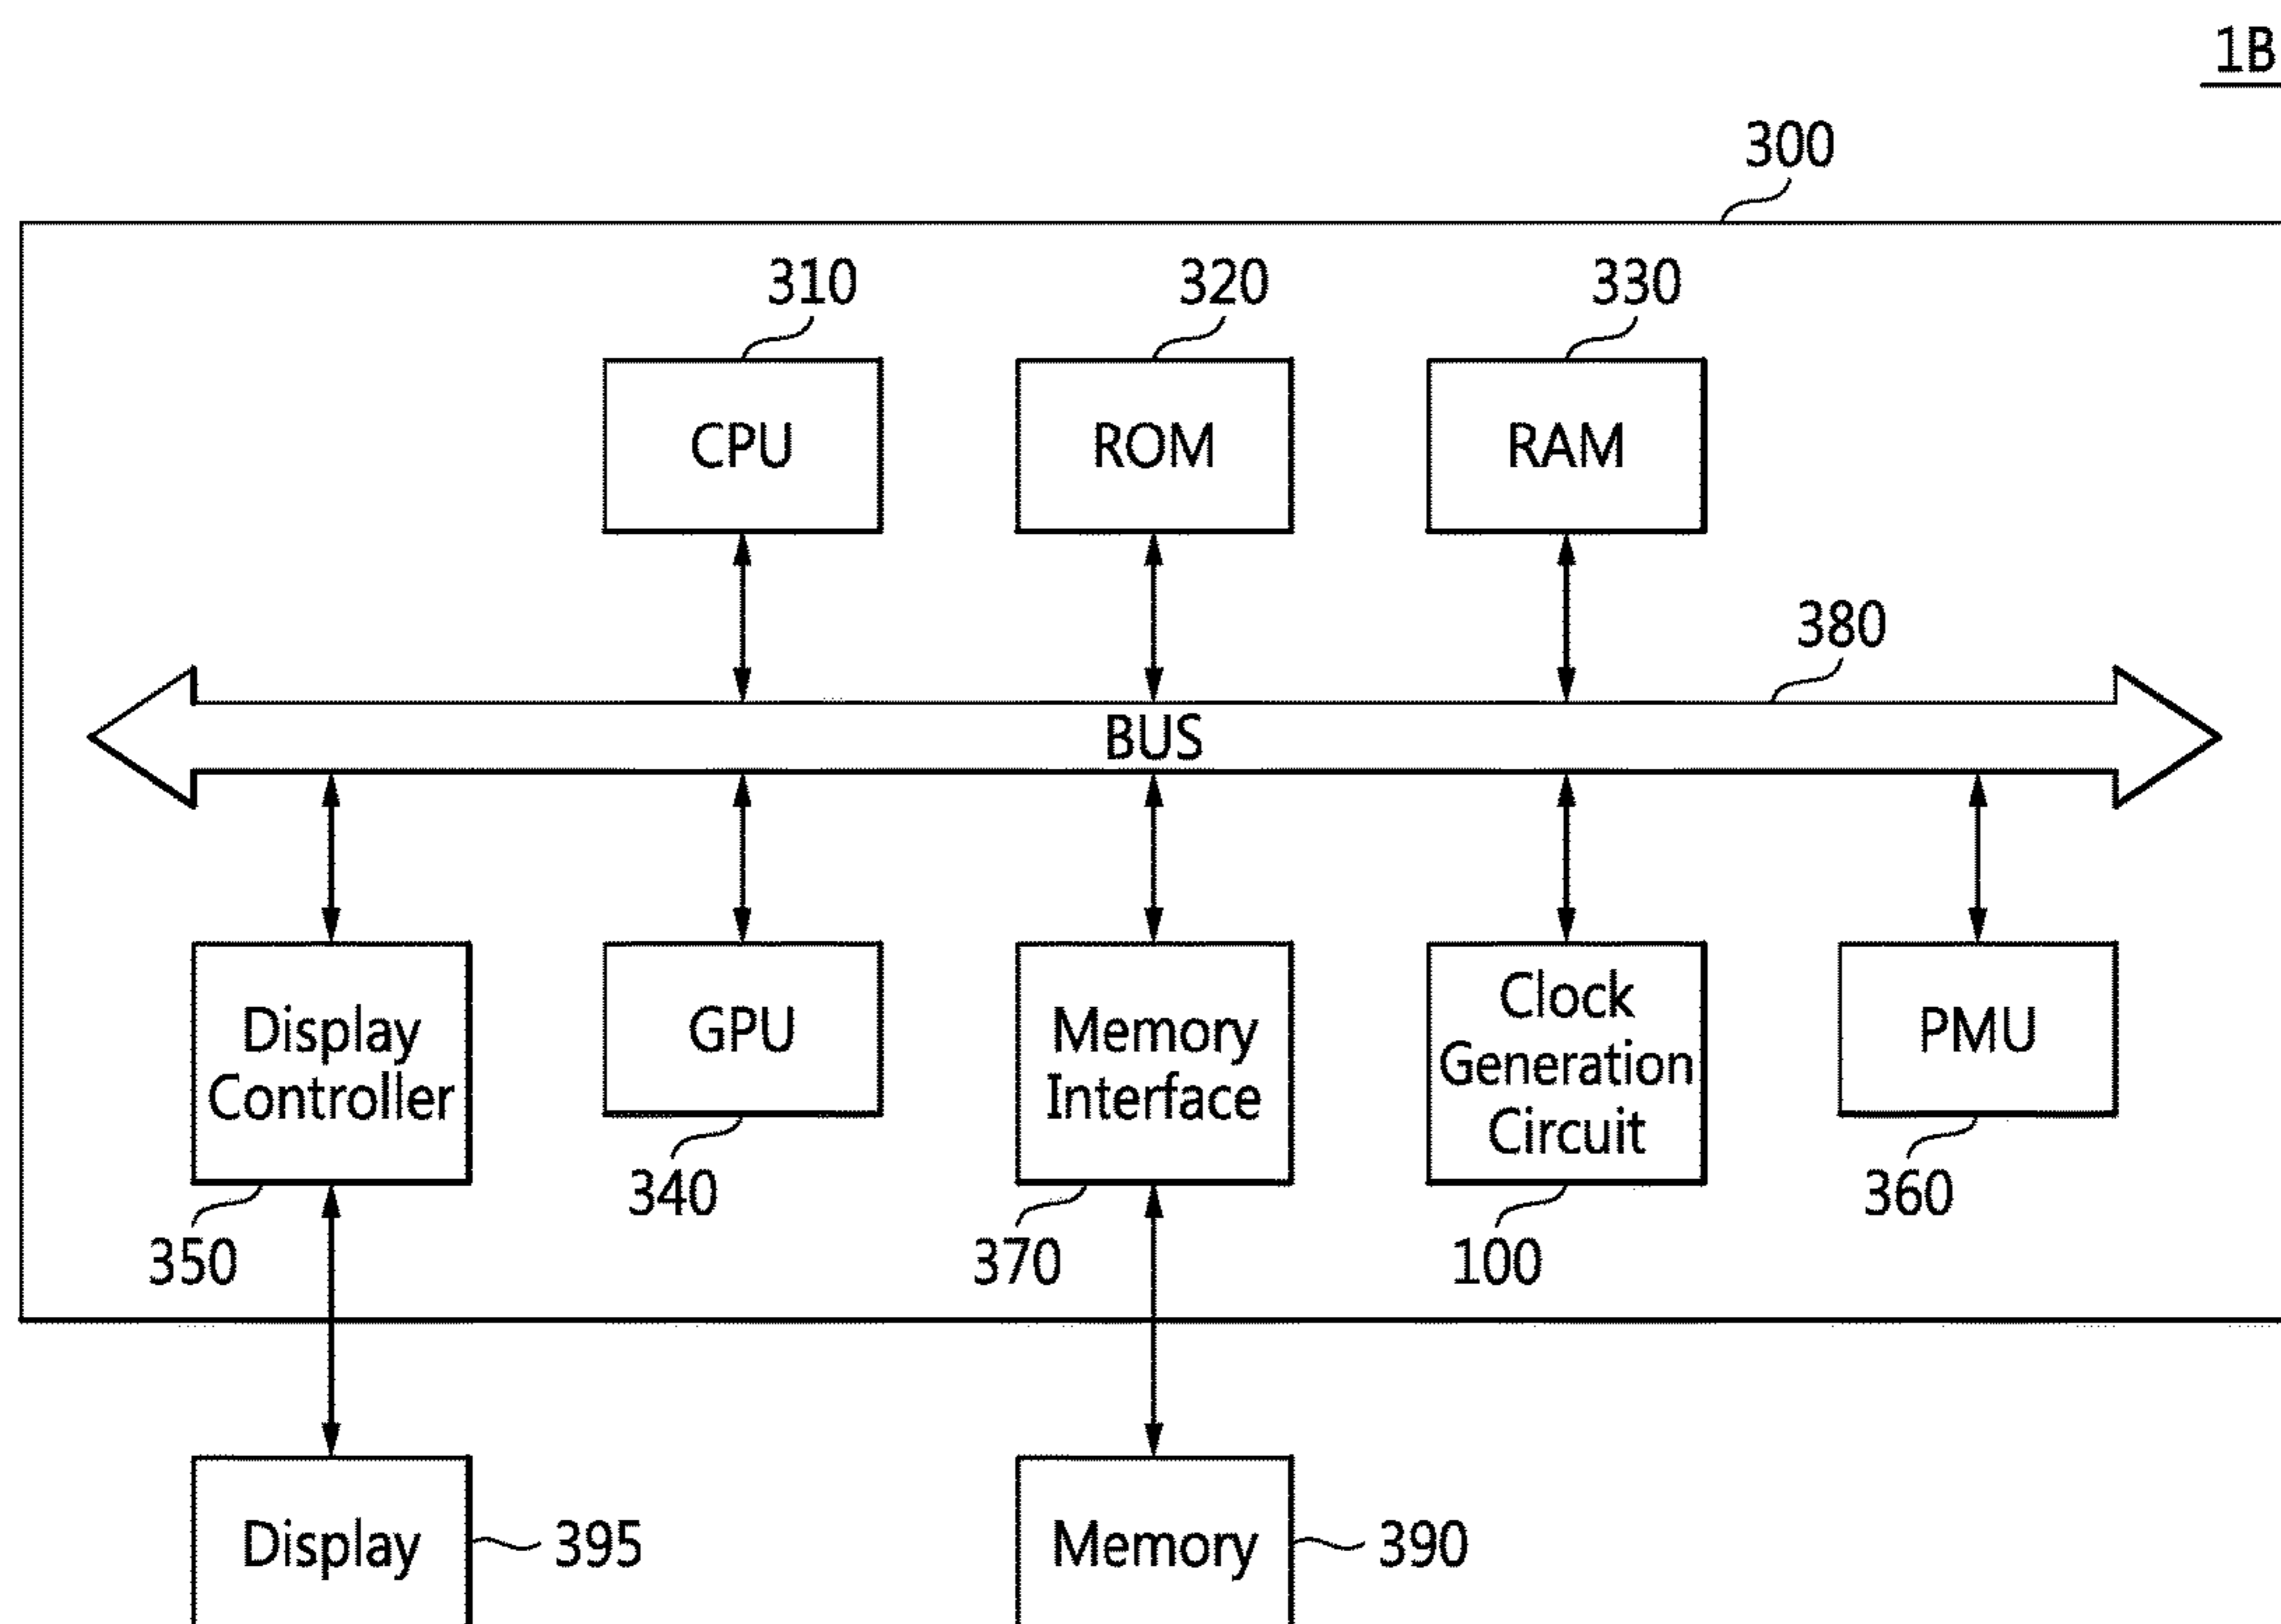 1B
300
310
320
330
CPU
ROM
RAM
380
BUS
Display
Controller
GPU
Memory
Interface
Clock
Generation
Circuit
PMU
340
360
350
370
100
Display
395
Memory
390